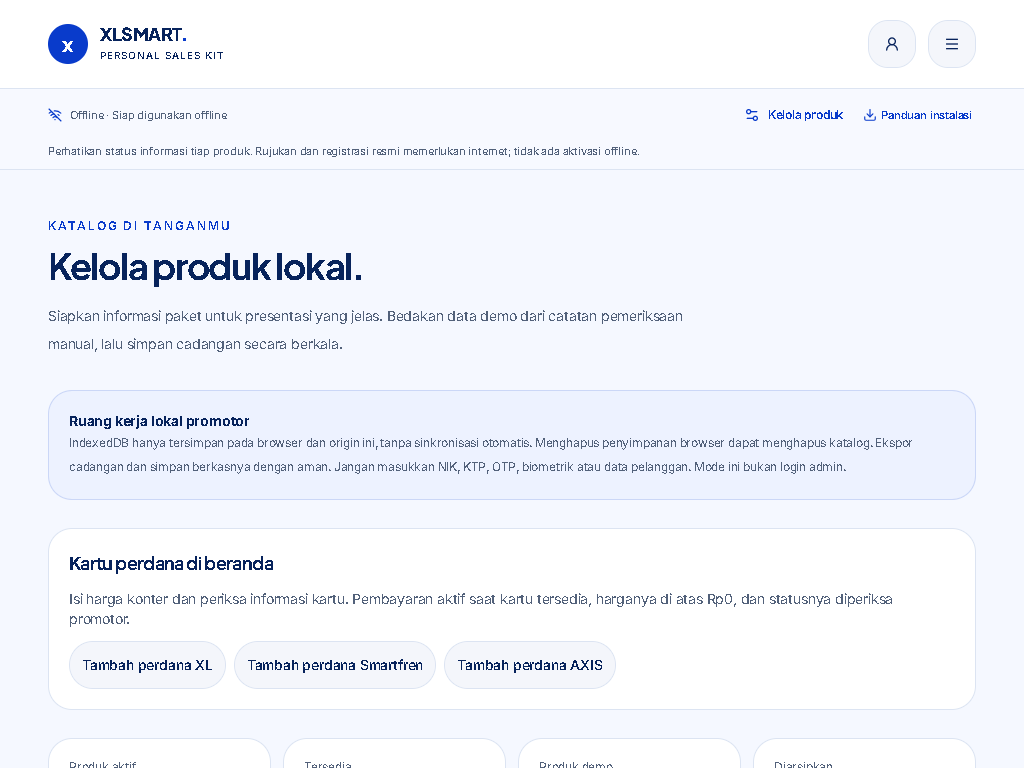 x
XLSMART.
PERSONAL SALES KIT
Offline · Siap digunakan offline
Kelola produk
Panduan instalasi
Perhatikan status informasi tiap produk. Rujukan dan registrasi resmi memerlukan internet; tidak ada aktivasi offline.
KATALOG DI TANGANMU
Kelola produk lokal.
Siapkan informasi paket untuk presentasi yang jelas. Bedakan data demo dari catatan pemeriksaan
manual, lalu simpan cadangan secara berkala.
Ruang kerja lokal promotor
IndexedDB hanya tersimpan pada browser dan origin ini, tanpa sinkronisasi otomatis. Menghapus penyimpanan browser dapat menghapus katalog. Ekspor
cadangan dan simpan berkasnya dengan aman. Jangan masukkan NIK, KTP, OTP, biometrik atau data pelanggan. Mode ini bukan login admin.
Kartu perdana di beranda
Isi harga konter dan periksa informasi kartu. Pembayaran aktif saat kartu tersedia, harganya di atas Rp0, dan statusnya diperiksa
promotor.
Tambah perdana XL
Tambah perdana Smartfren
Tambah perdana AXIS
Produk aktif
Tersedia
Produk demo
Diarsipkan